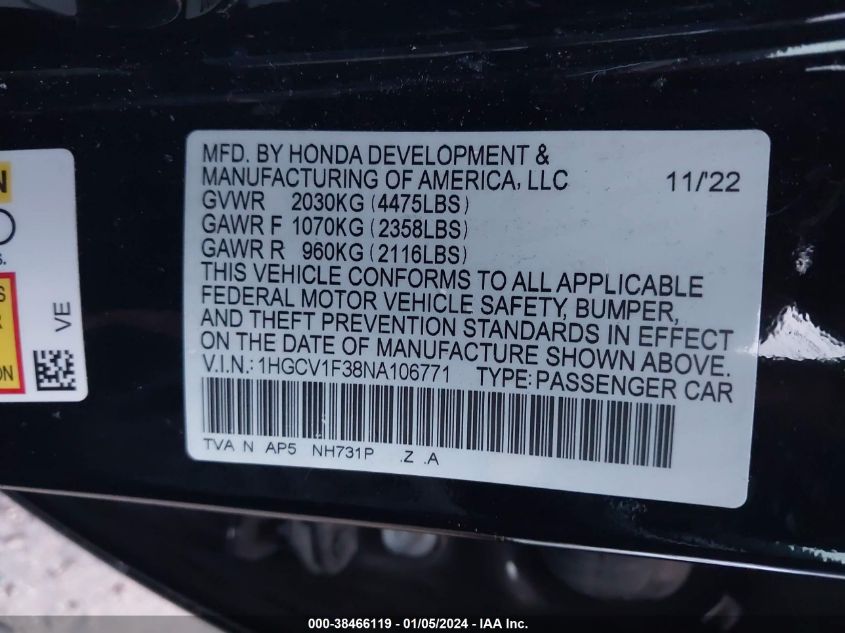 MFD. BY HONDA DEVELOPMENT &
MANUFACTURING OF AMERICA, LLC 11/'22
GVWR 2030KG (4475LBS)
GAWR F 1070KG (2358LBS)
GAWR R 960KG (2116LBS)
THIS VEHICLE CONFORMS TO ALL APPLICABLE
FEDERAL MOTOR VEHICLE SAFETY, BUMPER,
AND THEFT PREVENTION STANDARDS IN EFFECT
ON THE DATE OF MANUFACTURE SHOWN ABOVE.
V.I.N.: 1HGCV1F38NA106771 TYPE: PASSENGER CAR
TVA N AP5 NH731P .Z .A
VE
000-38466119 - 01/05/2024 - IAA Inc.